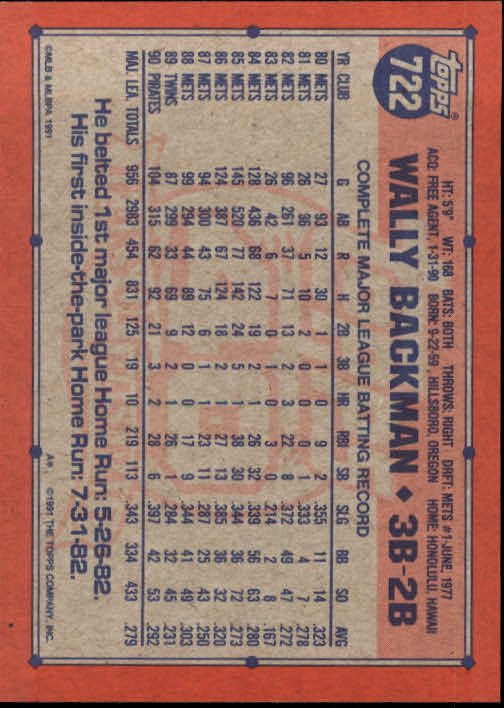 topps®
722
WALLY BACKMAN ◆ 3B-2B
HT: 5'9" WT: 168 BATS: BOTH THROWS: RIGHT DRFT: METS #1-JUNE, 1977
ACQ: FREE AGENT, 1-31-90 BORN: 9-22-59, HILLSBORO, OREGON HOME: HONOLULU, HAWAII
COMPLETE MAJOR LEAGUE BATTING RECORD
YR CLUB G AB R H 2B 3B HR RBI SB SLG BB SO AVG
80 METS 27 93 12 30 1 1 0 9 2 .355 11 14 .323
81 METS 26 36 5 10 2 0 0 0 1 .333 4 7 .278
82 METS 96 261 37 71 13 2 3 22 8 .372 49 47 .272
83 METS 26 42 6 7 0 1 0 3 0 .214 2 8 .167
84 METS 128 436 68 122 19 2 1 26 32 .339 56 63 .280
85 METS 145 520 77 142 24 5 1 38 30 .344 36 72 .273
86 METS 124 387 67 124 18 2 1 27 13 .385 36 32 .320
87 METS 94 300 43 75 6 1 1 23 11 .287 25 43 .250
88 METS 99 294 44 89 12 0 0 17 9 .344 41 49 .303
89 TWINS 87 299 33 69 9 2 1 26 1 .284 32 45 .231
90 PIRATES 104 315 62 92 21 3 2 28 6 .397 42 53 .292
MAJ. LEA. TOTALS 956 2983 454 831 125 19 10 219 113 .343 334 433 .279
He belted 1st major league Home Run: 5-26-82.
His first inside-the-park Home Run: 7-31-82.
©MLB & MLBPA 1991
A* ©1991 THE TOPPS COMPANY, INC.